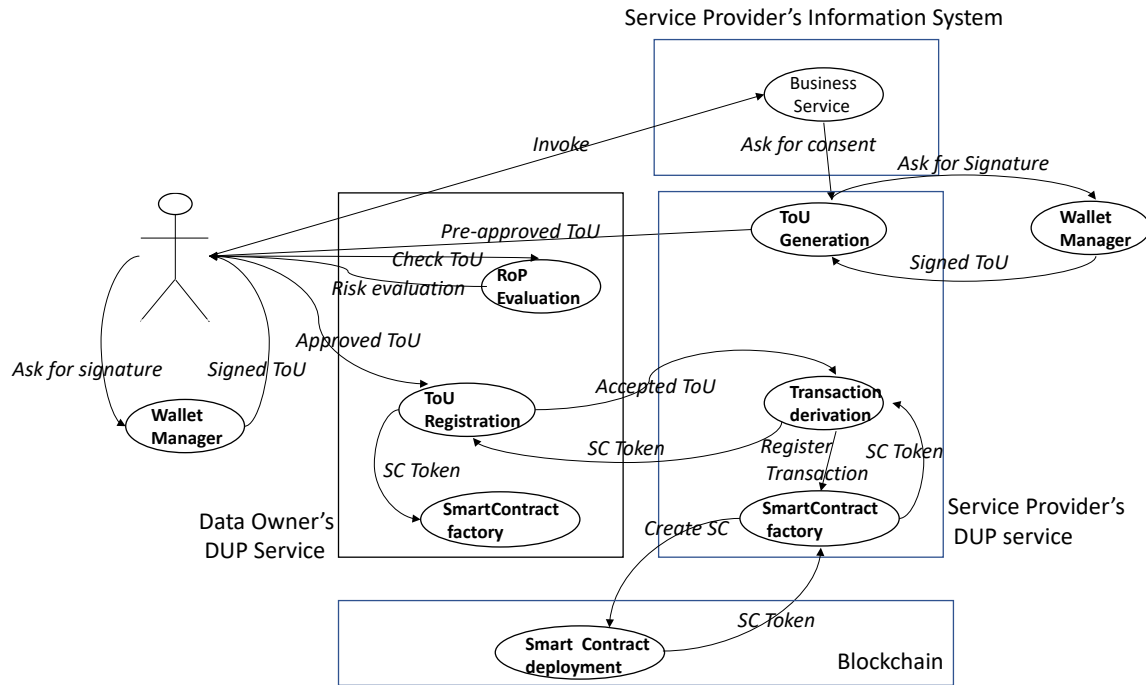 Service Provider's Information System
Business
Service
Invoke
Ask for consent
Ask for Signature
ToU
Generation
Wallet
Manager
Pre-approved ToU
Check ToU
Signed ToU
RoP
Evaluation
Risk evaluation
Approved ToU
Ask for signature
Signed ToU
Accepted ToU
Transaction
derivation
ToU
Registration
Wallet
Manager
SC Token
Register
Transaction
SC Token
SC Token
SmartContract
factory
SmartContract
factory
Data Owner's
DUP Service
Service Provider's
DUP service
Create SC
SC Token
Smart Contract
deployment
Blockchain